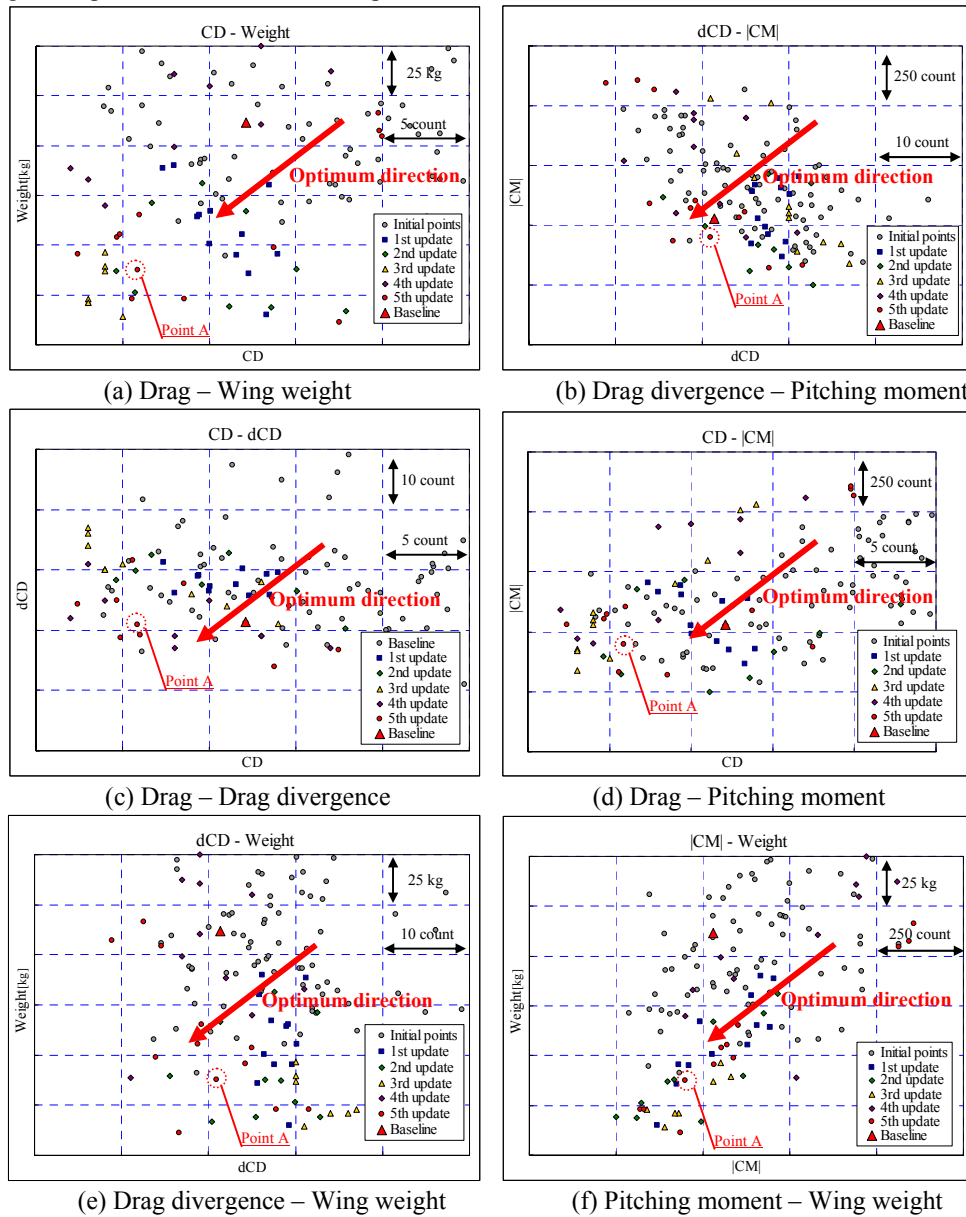 CD - Weight
25 kg
5 count
Optimum direction
Weight[kg]
Initial points
1st update
2nd update
3rd update
4th update
5th update
Baseline
Point A
CD
(a) Drag – Wing weight
dCD - |CM|
250 count
10 count
Optimum direction
|CM|
Initial points
1st update
2nd update
3rd update
4th update
5th update
Baseline
Point A
dCD
(b) Drag divergence – Pitching moment
CD - dCD
10 count
5 count
dCD
Optimum direction
Baseline
1st update
2nd update
3rd update
4th update
5th update
Baseline
Point A
CD
(c) Drag – Drag divergence
CD - |CM|
250 count
5 count
|CM|
Optimum direction
Initial points
1st update
2nd update
3rd update
4th update
5th update
Baseline
Point A
CD
(d) Drag – Pitching moment
dCD - Weight
25 kg
10 count
Weight[kg]
Optimum direction
Initial points
1st update
2nd update
3rd update
4th update
5th update
Baseline
Point A
dCD
(e) Drag divergence – Wing weight
|CM| - Weight
25 kg
250 count
Weight[kg]
Optimum direction
Initial points
1st update
2nd update
3rd update
4th update
5th update
Baseline
Point A
|CM|
(f) Pitching moment – Wing weight